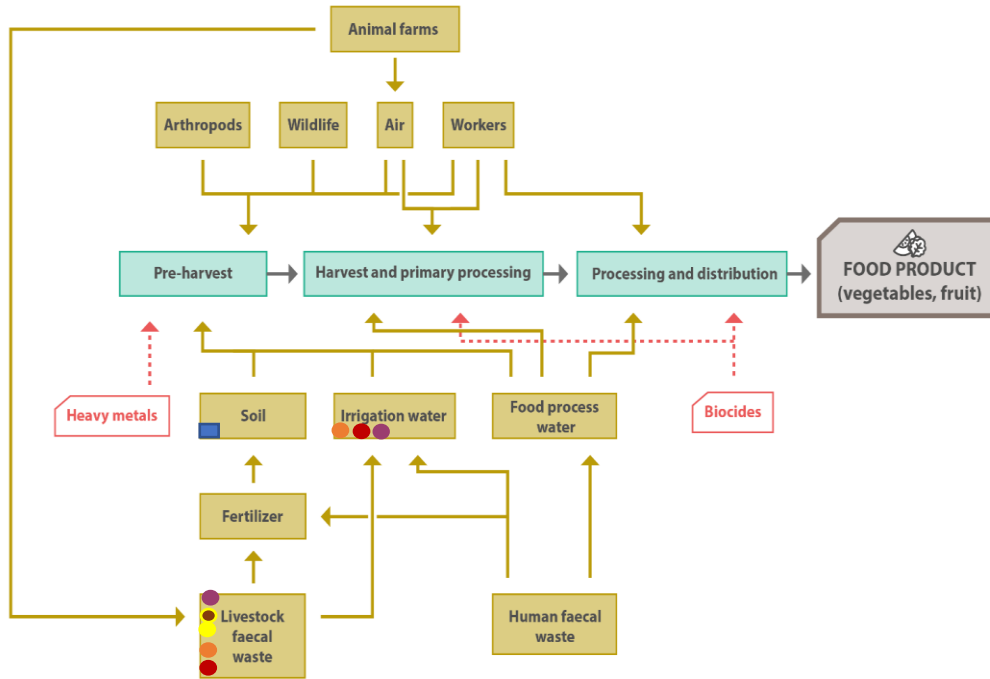 Animal farms
Arthropods
Wildlife
Air
Workers
Pre-harvest
Harvest and primary processing
Processing and distribution
FOOD PRODUCT
(vegetables, fruit)
Heavy metals
Soil
Irrigation water
Food process
water
Biocides
Fertilizer
Livestock
faecal
waste
Human faecal
waste